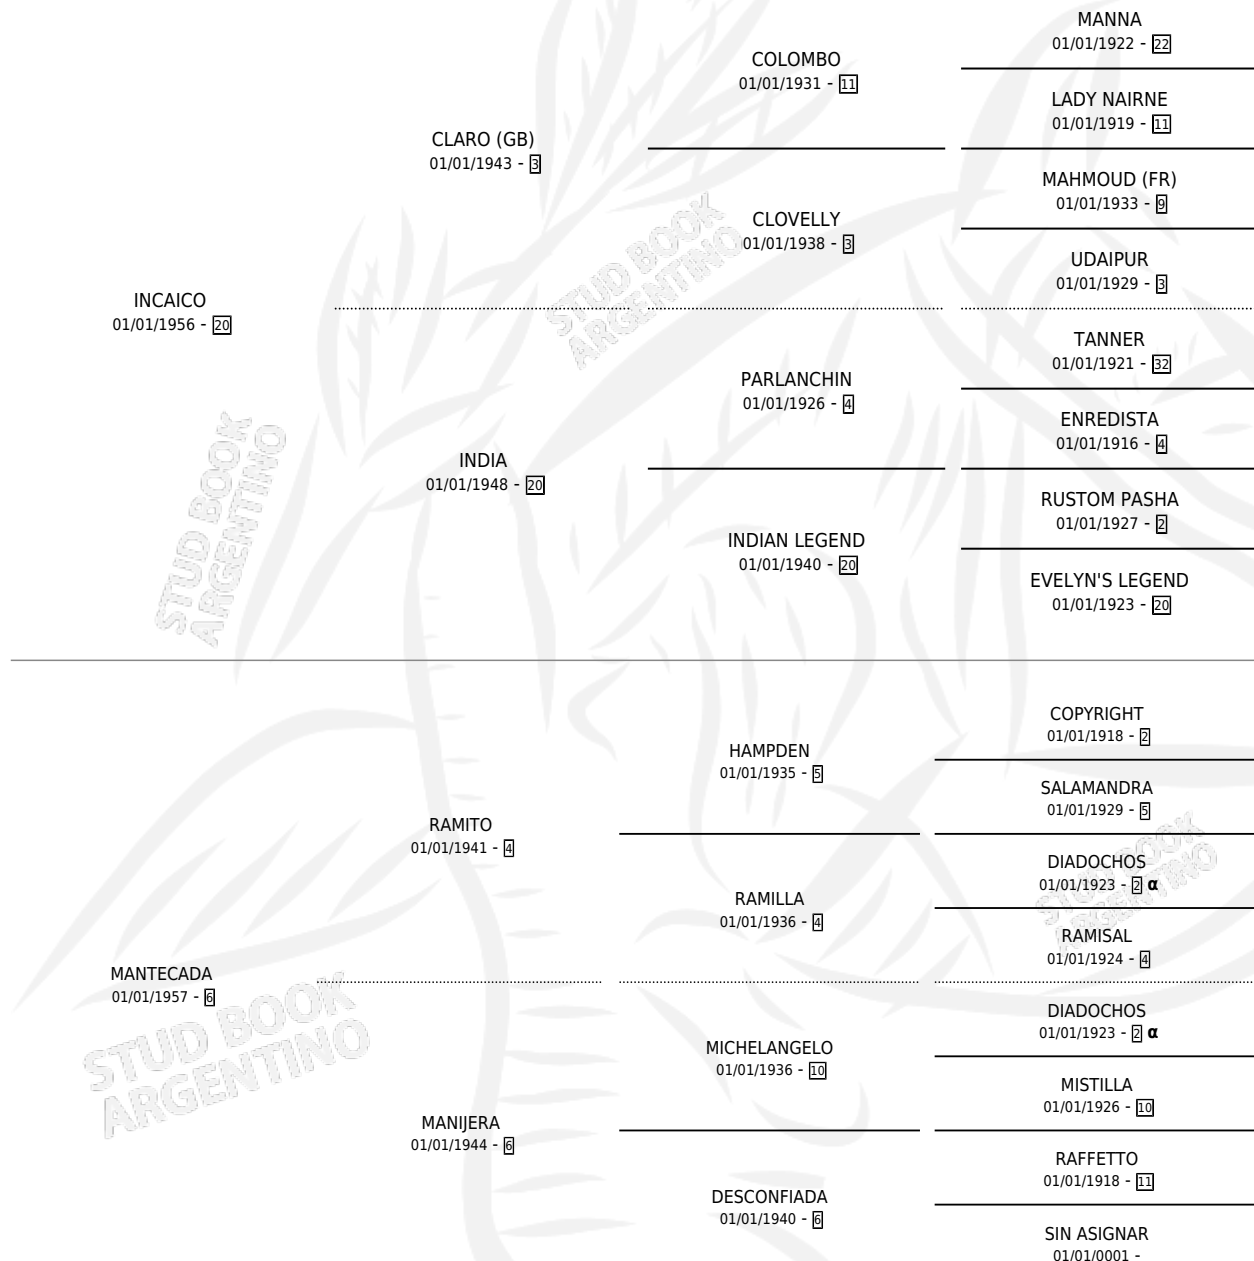 MANNA
01/01/1922 - 22
COLOMBO
01/01/1931 - 11
LADY NAIRNE
01/01/1919 - 11
CLARO (GB)
01/01/1943 - 3
MAHMOUD (FR)
01/01/1933 - 9
CLOVELLY
01/01/1938 - 3
UDAIPUR
01/01/1929 - 3
INCAICO
01/01/1956 - 20
STUD BOOK
ARGENTINO
TANNER
01/01/1921 - 32
PARLANCHIN
01/01/1926 - 4
ENREDISTA
01/01/1916 - 4
INDIA
01/01/1948 - 20
RUSTOM PASHA
01/01/1927 - 2
INDIAN LEGEND
01/01/1940 - 20
EVELYN'S LEGEND
01/01/1923 - 20
STUD BOOK
ARGENTINO
COPYRIGHT
01/01/1918 - 2
HAMPDEN
01/01/1935 - 5
SALAMANDRA
01/01/1929 - 5
RAMITO
01/01/1941 - 4
DIADOCHOS
01/01/1923 - 2 α
RAMILLA
01/01/1936 - 4
RAMISAL
01/01/1924 - 4
STUD BOOK
ARGENTINO
MANTECADA
01/01/1957 - 6
DIADOCHOS
01/01/1923 - 2 α
MICHELANGELO
01/01/1936 - 10
MISTILLA
01/01/1926 - 10
STUD BOOK
ARGENTINO
MANIJERA
01/01/1944 - 6
RAFFETTO
01/01/1918 - 11
DESCONFIADA
01/01/1940 - 6
SIN ASIGNAR
01/01/0001 -